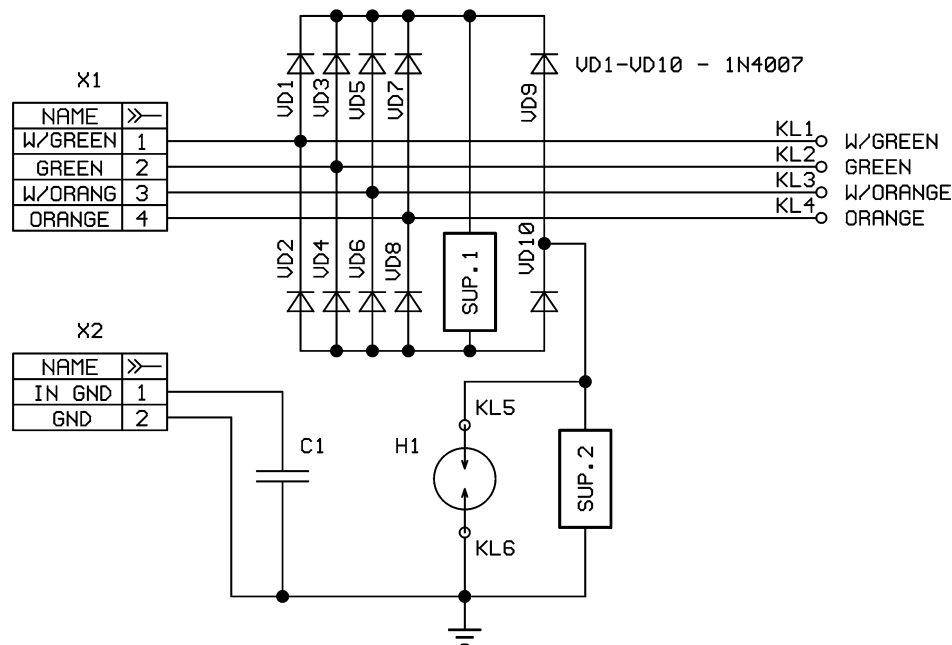 X1
NAME
W/GREEN 1
GREEN 2
W/ORANG 3
ORANGE 4
VD1
VD3
VD5
VD7
VD9
VD1-VD10 - 1N4007
KL1 W/GREEN
KL2 GREEN
KL3 W/ORANGE
KL4 ORANGE
VD2
VD4
VD6
VD8
SUP.1
VD10
X2
NAME
IN GND 1
GND 2
C1
H1
KL5
KL6
SUP.2